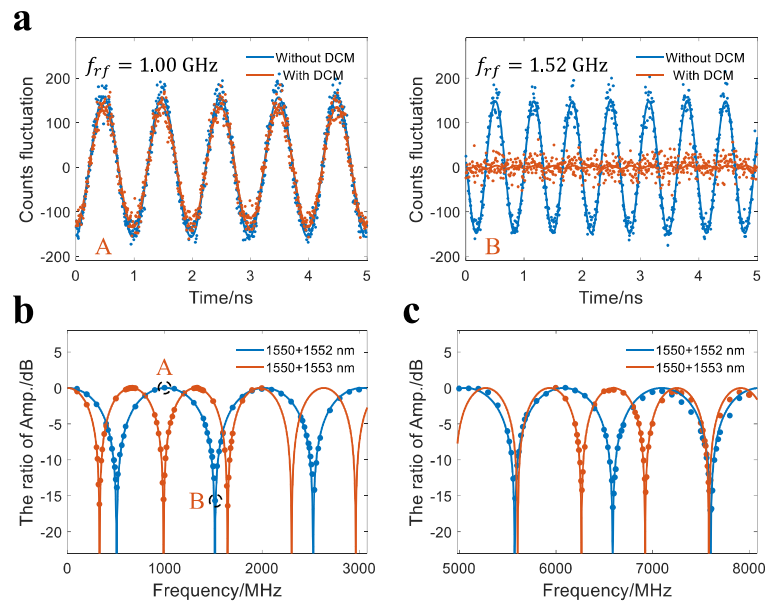 a
f_rf = 1.00 GHz
Without DCM
With DCM
Counts fluctuation
200
100
0
-100
-200
A
0
1
2
3
4
5
Time/ns
f_rf = 1.52 GHz
Without DCM
With DCM
Counts fluctuation
200
100
0
-100
-200
B
0
1
2
3
4
5
Time/ns
b
1550+1552 nm
1550+1553 nm
A
B
The ratio of Amp./dB
5
0
-5
-10
-15
-20
0
1000
2000
3000
Frequency/MHz
c
1550+1552 nm
1550+1553 nm
The ratio of Amp./dB
5
0
-5
-10
-15
-20
5000
6000
7000
8000
Frequency/MHz